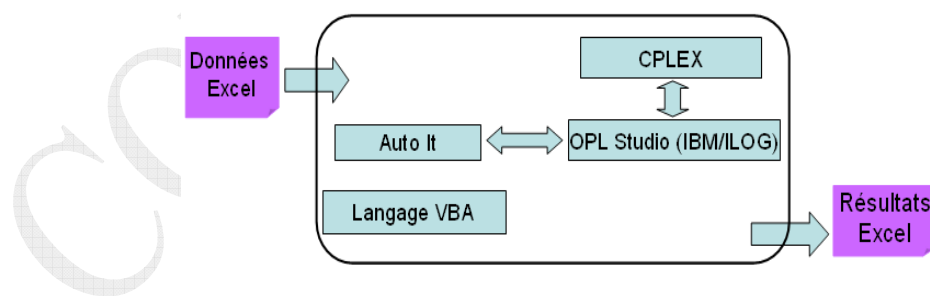 Données
Excel
CPLEX
Auto It
OPL Studio (IBM/ILOG)
Langage VBA
Résultats
Excel